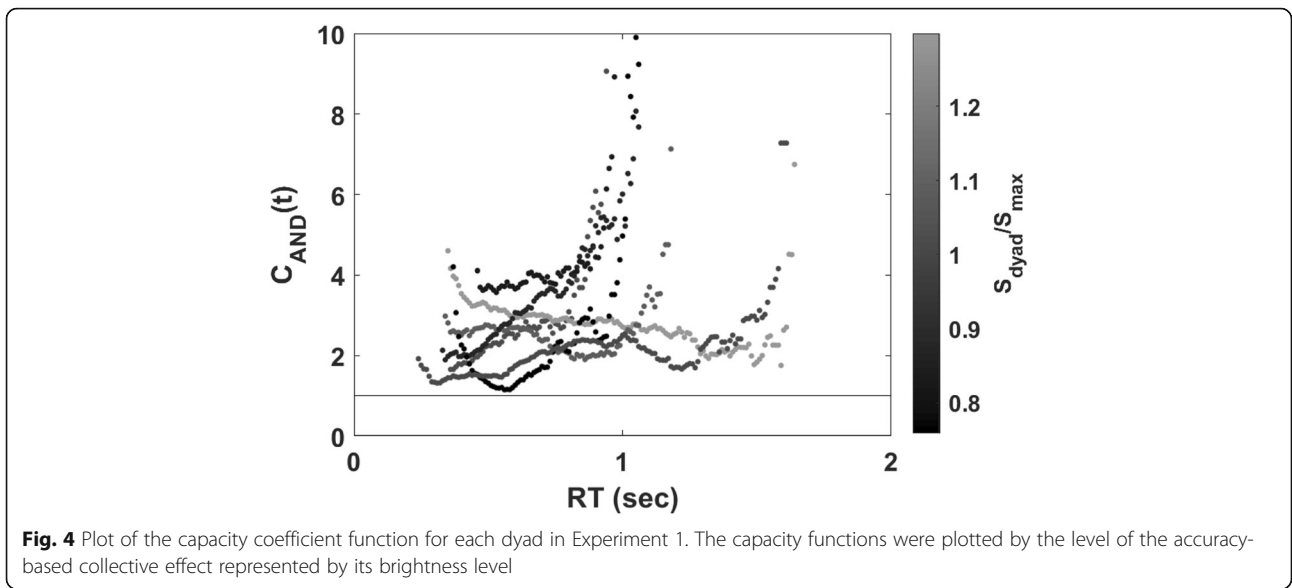 10
8
6
4
2
0
C_AND(t)
0
1
2
RT (sec)
1.2
1.1
1
0.9
0.8
S_dyad/S_max
Fig. 4 Plot of the capacity coefficient function for each dyad in Experiment 1. The capacity functions were plotted by the level of the accuracy-
based collective effect represented by its brightness level